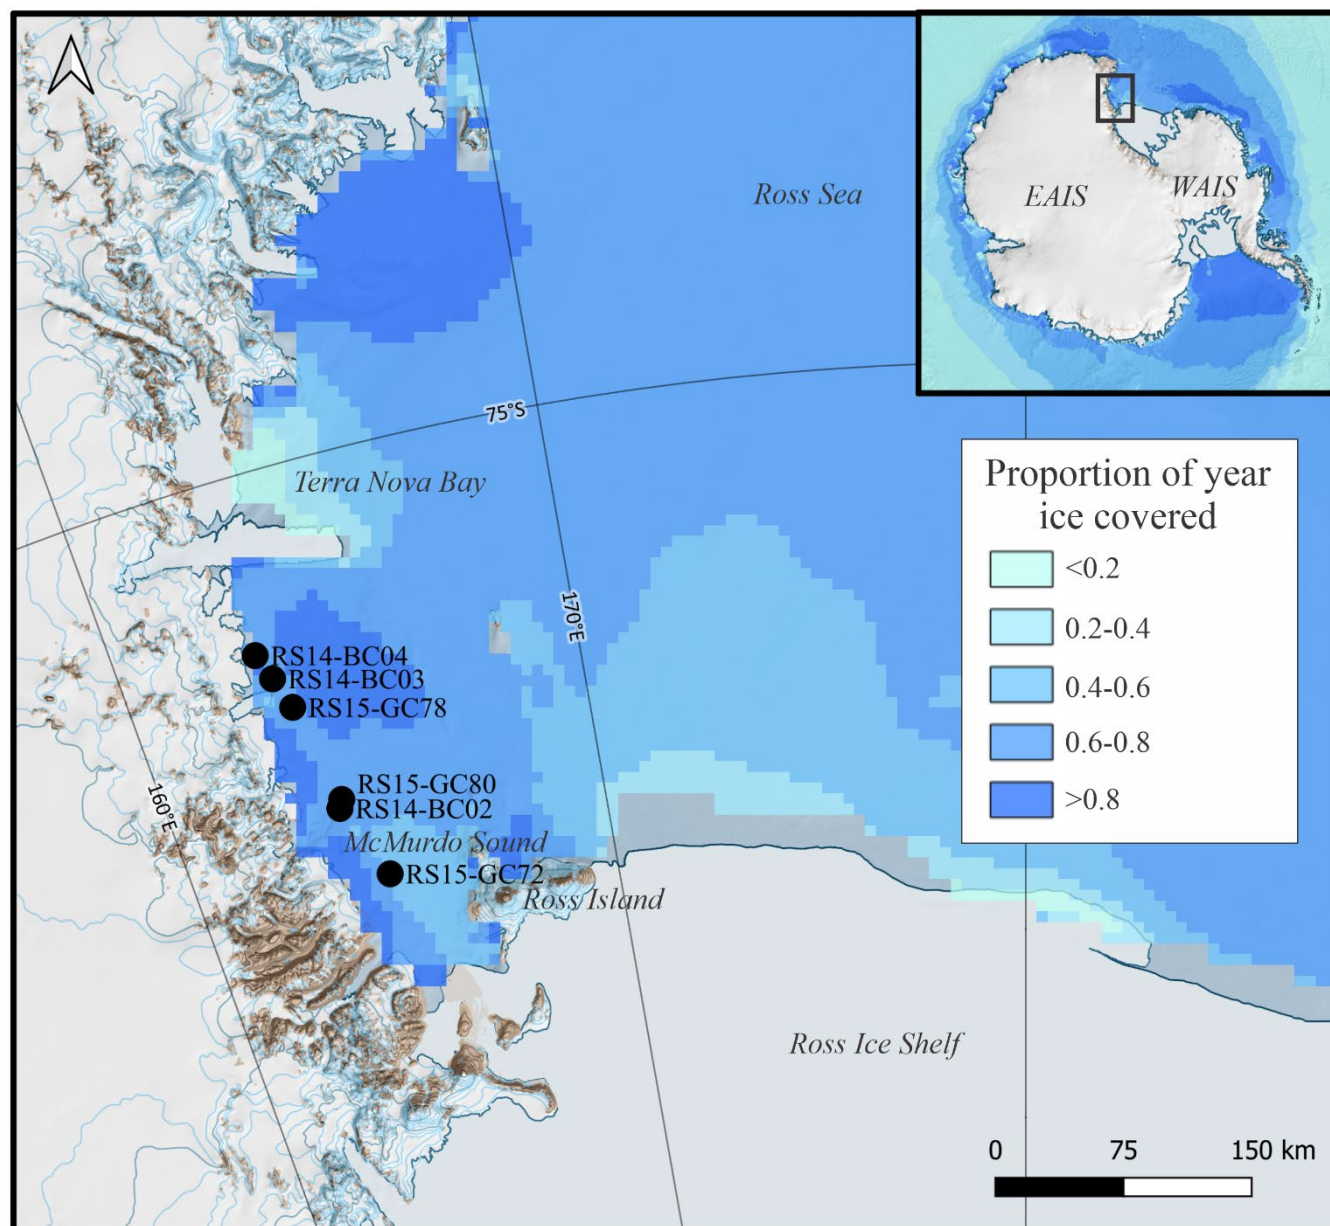 Ross Sea
EAIS
WAIS
75°S
Terra Nova Bay
Proportion of year
ice covered
<0.2
0.2-0.4
0.4-0.6
0.6-0.8
>0.8
170°E
RS14-BC04
RS14-BC03
RS15-GC78
RS15-GC80
RS14-BC02
160°E
McMurdo Sound
RS15-GC72
Ross Island
Ross Ice Shelf
0 75 150 km